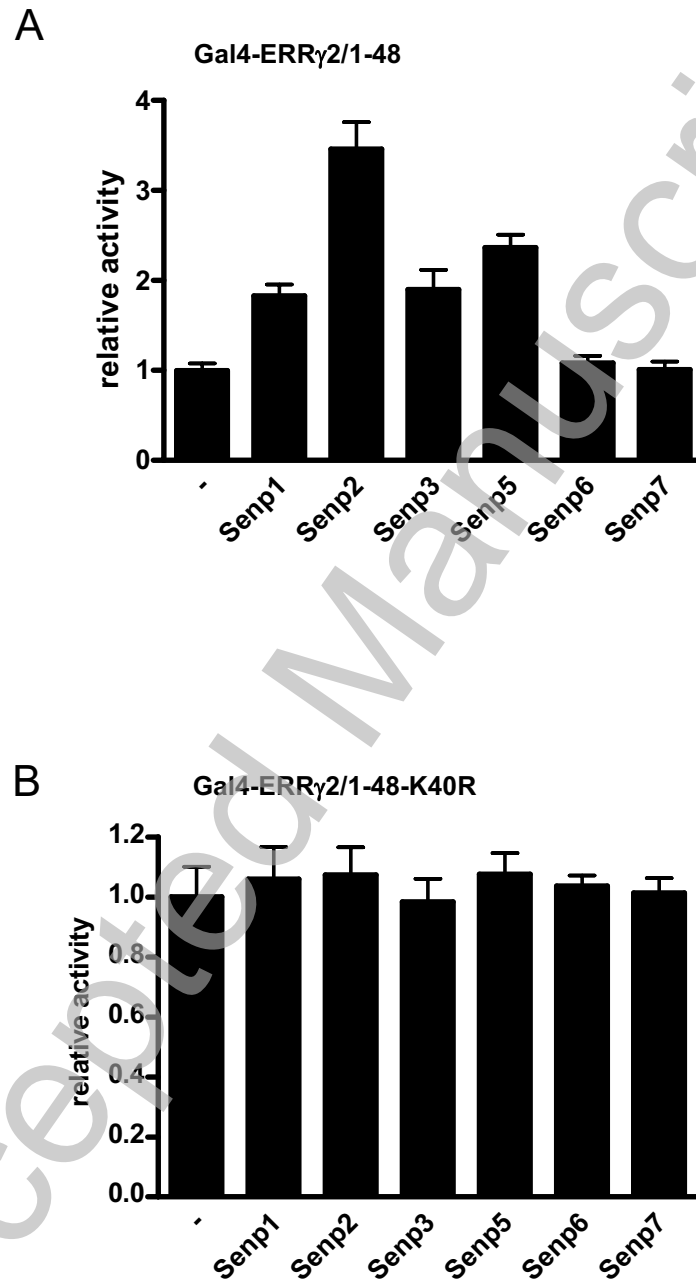 A
Gal4-ERRγ2/1-48
relative activity
4
3
2
1
0
-
Senp1
Senp2
Senp3
Senp5
Senp6
Senp7
B
Gal4-ERRγ2/1-48-K40R
relative activity
1.2
1.0
0.8
0.6
0.4
0.2
0.0
-
Senp1
Senp2
Senp3
Senp5
Senp6
Senp7
cepted Manuscri